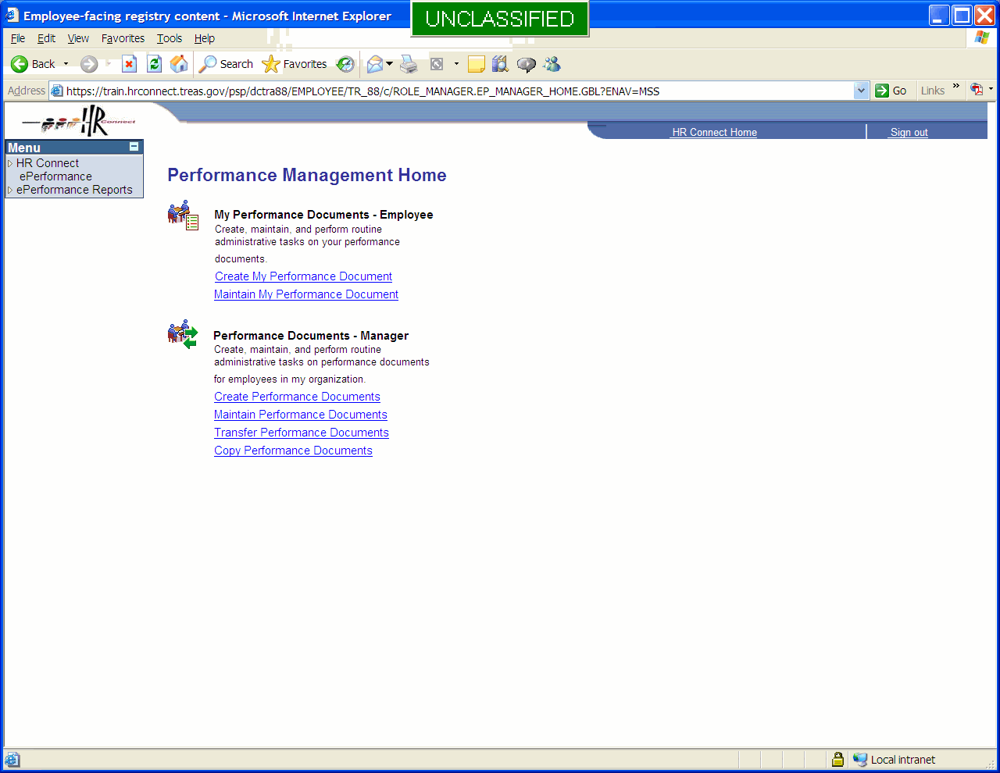 Employee-facing registry content - Microsoft Internet Explorer
UNCLASSIFIED
File Edit View Favorites Tools Help
Back Search Favorites
Address https://train.hrconnect.treas.gov/psp/dctra88/EMPLOYEE/TR_88/c/ROLE_MANAGER.EP_MANAGER_HOME.GBL?ENAV=MSS Go Links »
HR Connect
HR Connect Home Sign out
Menu
HR Connect
ePerformance
ePerformance Reports
Performance Management Home
My Performance Documents - Employee
Create, maintain, and perform routine
administrative tasks on your performance
documents.
Create My Performance Document
Maintain My Performance Document
Performance Documents - Manager
Create, maintain, and perform routine
administrative tasks on performance documents
for employees in my organization.
Create Performance Documents
Maintain Performance Documents
Transfer Performance Documents
Copy Performance Documents
Local intranet